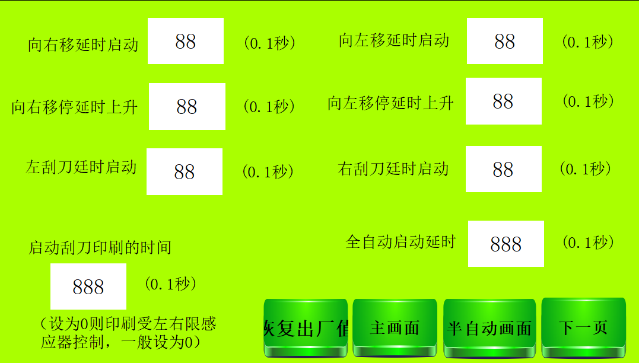 向右移延时启动 88 (0.1秒) 向左移延时启动 88 (0.1秒)
向右移停延时上升 88 (0.1秒) 向左移停延时上升 88 (0.1秒)
左刮刀廷时启动 88 (0.1秒) 右刮刀廷时启动 88 (0.1秒)
全自动启动延时 888 (0.1秒)
启动刮刀印刷的时间
888 (0.1秒)
(设为0则印刷受左右限感
应器控制，一般设为0)
恢复出厂值 主画面 半自动画面 下一页